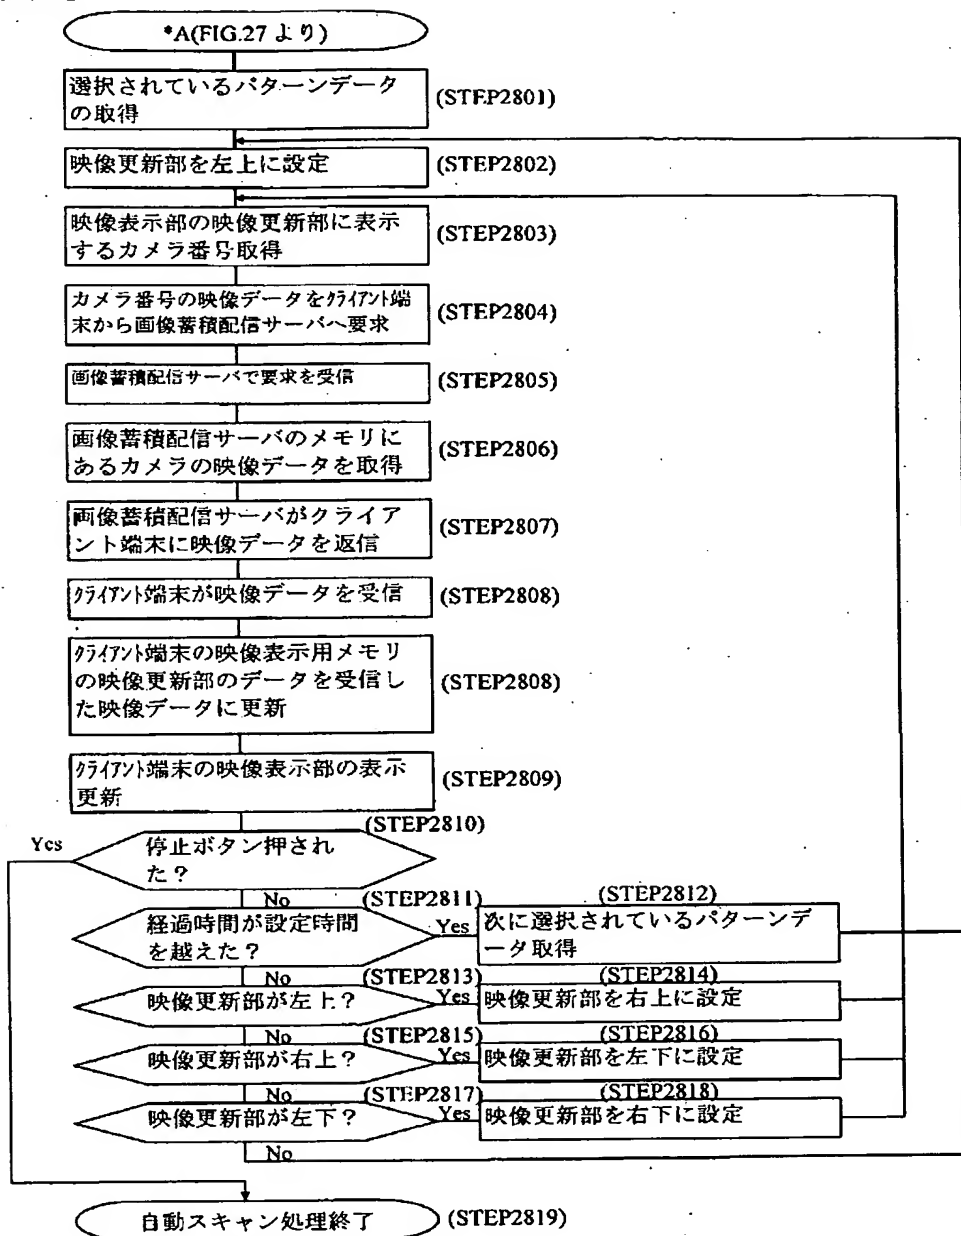 *A(FIG.27 より)
選択されているパターンデータ
の取得
(STEP2801)
映像更新部を左上に設定
(STEP2802)
映像表示部の映像更新部に表示
するカメラ番号取得
(STEP2803)
カメラ番号の映像データをｸﾗｲｱﾝﾄ端
末から画像蓄積配信サーバへ要求
(STEP2804)
画像蓄積配信サーバで要求を受信
(STEP2805)
画像蓄積配信サーバのメモリに
あるカメラの映像データを取得
(STEP2806)
画像蓄積配信サーバがクライア
ント端末に映像データを返信
(STEP2807)
ｸﾗｲｱﾝﾄ端末が映像データを受信
(STEP2808)
ｸﾗｲｱﾝﾄ端末の映像表示用メモリ
の映像更新部のデータを受信し
た映像データに更新
(STEP2808)
ｸﾗｲｱﾝﾄ端末の映像表示部の表示
更新
(STEP2809)
(STEP2810)
Yes
停止ボタン押され
た？
No
(STEP2811)
(STEP2812)
経過時間が設定時間
を越えた？
Yes
次に選択されているパターンデ
ータ取得
No
(STEP2813)
(STEP2814)
映像更新部が左上？
Yes
映像更新部を右上に設定
No
(STEP2815)
(STEP2816)
映像更新部が右上？
Yes
映像更新部を左下に設定
No
(STEP2817)
(STEP2818)
映像更新部が左下？
Yes
映像更新部を右下に設定
No
自動スキャン処理終了
(STEP2819)